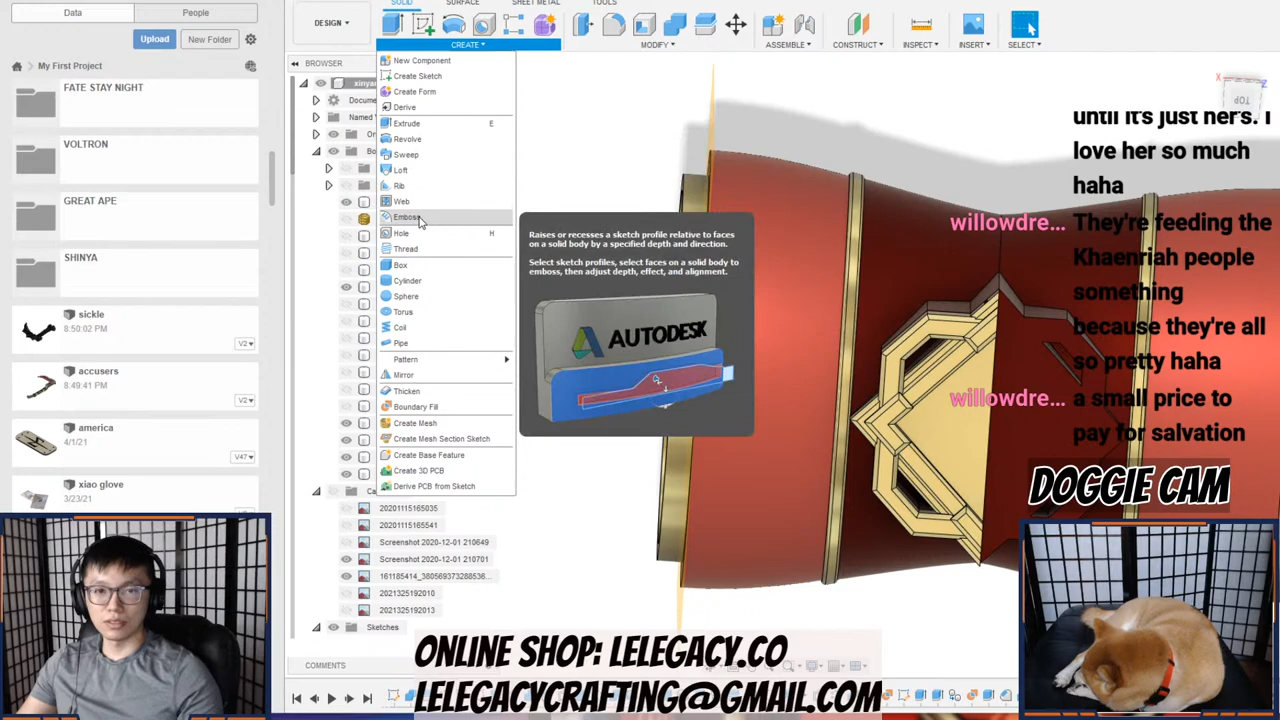 Data
People
Upload
New Folder
My First Project
FATE STAY NIGHT
VOLTRON
GREAT APE
SHINYA
sickle
8:50:02 PM
V2
accusers
8:49:41 PM
V2
america
4/1/21
V47
xiao glove
3/23/21
DESIGN
SOLID
SURFACE
SHEET METAL
TOOLS
CREATE
MODIFY
ASSEMBLE
CONSTRUCT
INSPECT
INSERT
SELECT
BROWSER
New Component
Create Sketch
Create Form
Derive
Extrude E
Revolve
Sweep
Loft
Rib
Web
Emboss
Hole H
Thread
Box
Cylinder
Sphere
Torus
Coil
Pipe
Pattern
Mirror
Thicken
Boundary Fill
Create Mesh
Create Mesh Section Sketch
Create Base Feature
Create 3D PCB
Derive PCB from Sketch
20201115165035
20201115165541
Screenshot 2020-12-01 210649
Screenshot 2020-12-01 210701
161185414_380569373288536...
2021325192010
2021325192013
Sketches
COMMENTS
Raises or recesses a sketch profile relative to faces
on a solid body by a specified depth and direction.
Select sketch profiles, select faces on a solid body to
emboss, then adjust depth, effect, and alignment.
AUTODESK
X
Z
TOP
until it's just her's. I
love her so much
haha
willowdre... They're feeding the
Khaenriah people
something
because they're all
so pretty haha
willowdre... a small price to
pay for salvation
DOGGIE CAM
ONLINE SHOP: LELEGACY.CO
LELEGACYCRAFTING@GMAIL.COM